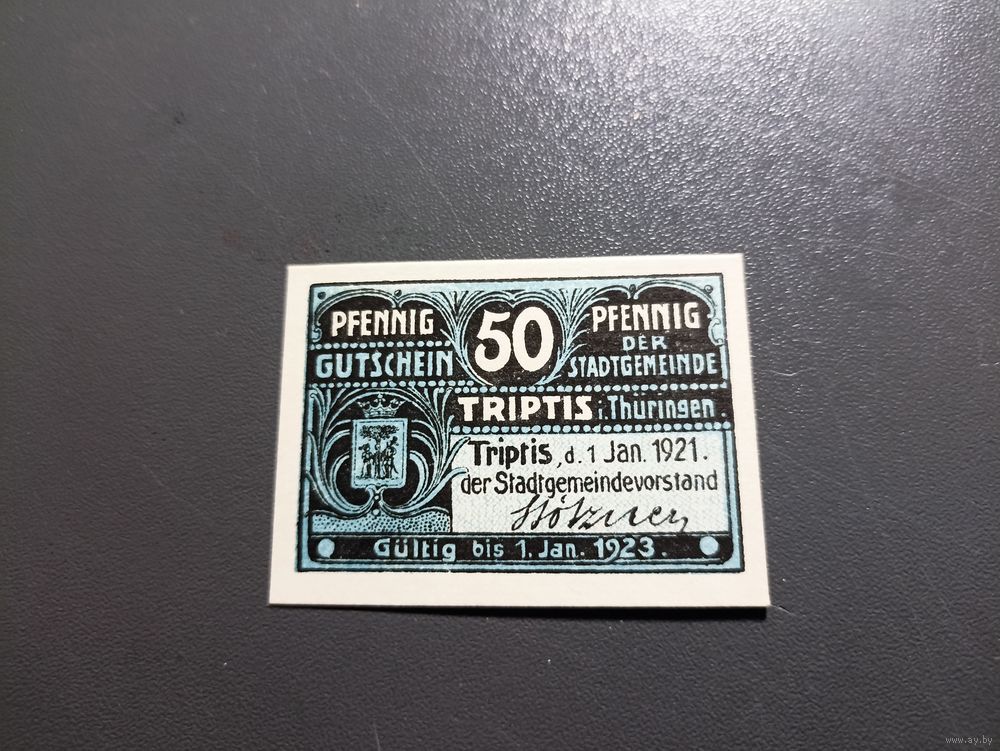 PFENNIG 50 PFENNIG
GUTSCHEIN DER STADTGEMEINDE
TRIPTIS i. Thüringen.
Triptis, d. 1 Jan. 1921.
der Stadtgemeindevorstand
Stötzner
Gültig bis 1. Jan. 1923.
www.ay.by